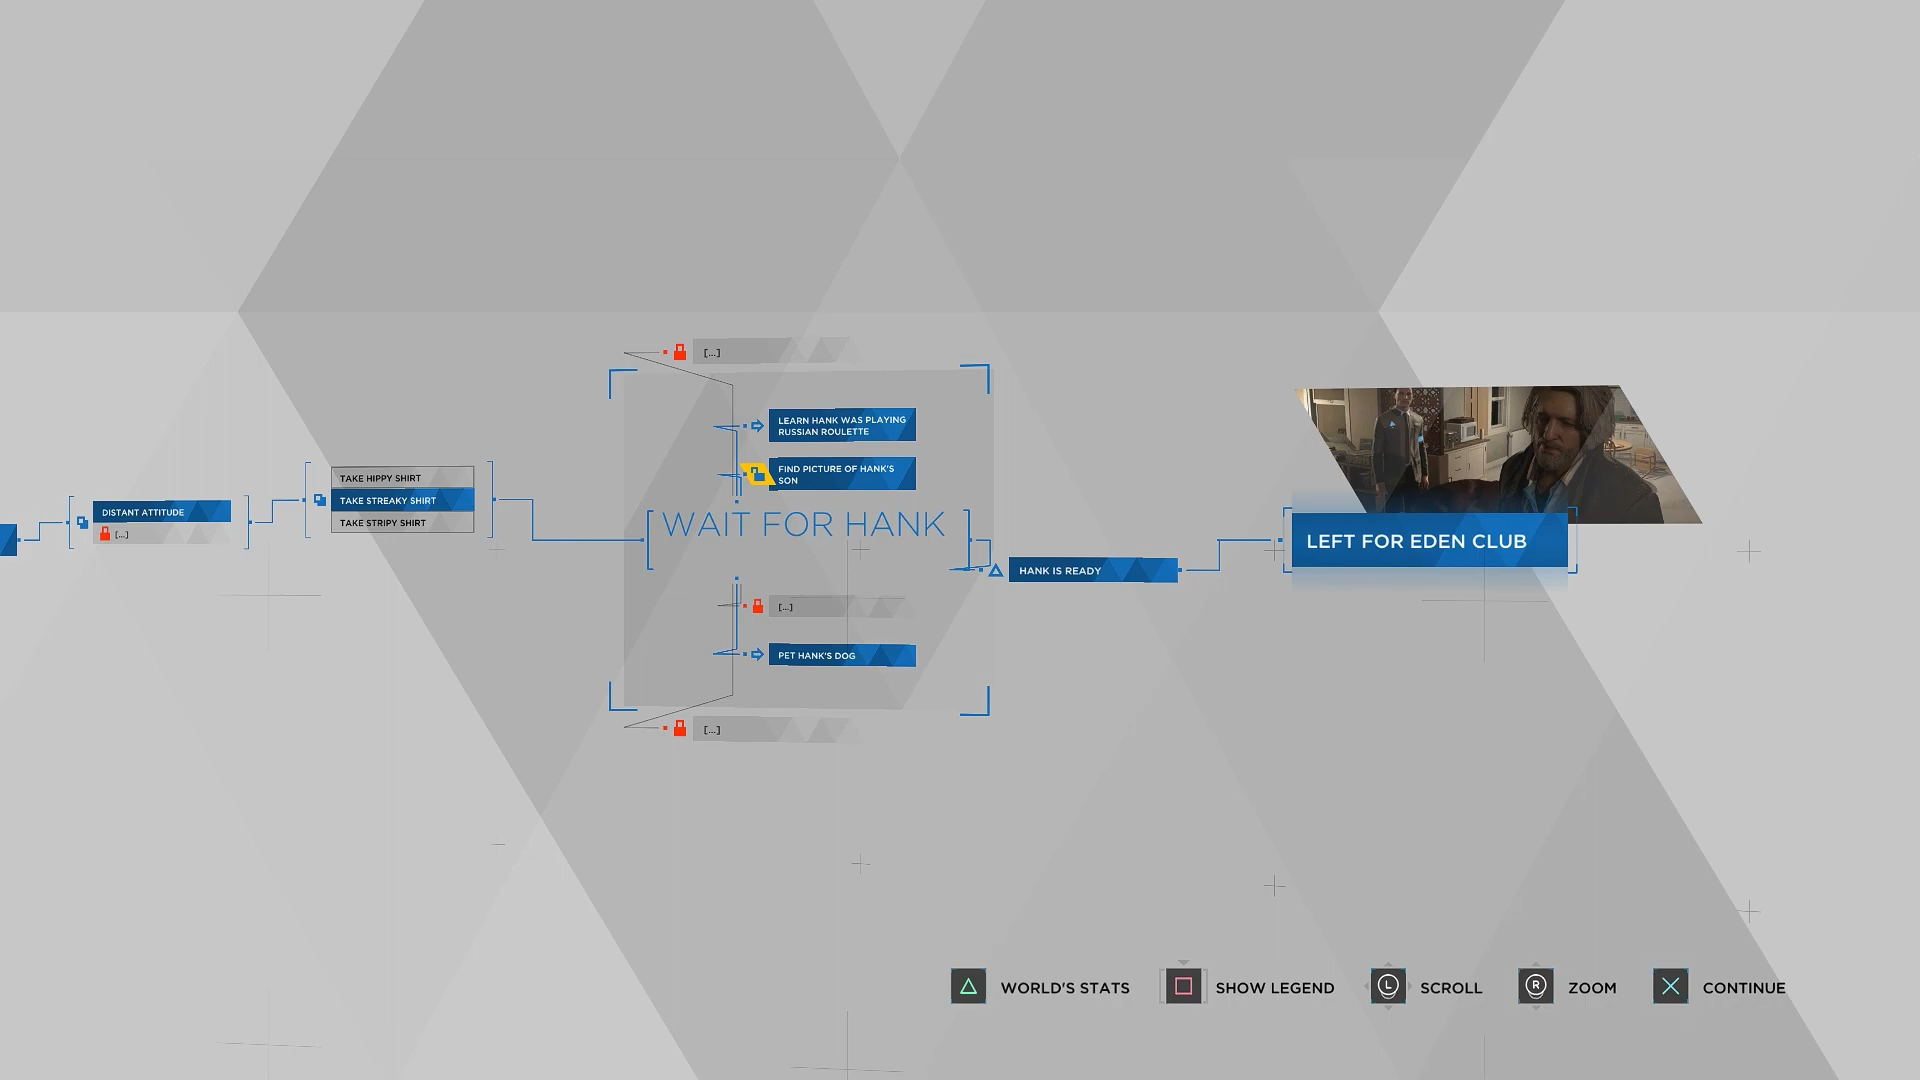 DISTANT ATTITUDE
[...]
TAKE HIPPY SHIRT
TAKE STREAKY SHIRT
TAKE STRIPY SHIRT
[...]
LEARN HANK WAS PLAYING
RUSSIAN ROULETTE
FIND PICTURE OF HANK'S
SON
WAIT FOR HANK
[...]
PET HANK'S DOG
[...]
HANK IS READY
LEFT FOR EDEN CLUB
WORLD'S STATS
SHOW LEGEND
L SCROLL
R ZOOM
CONTINUE